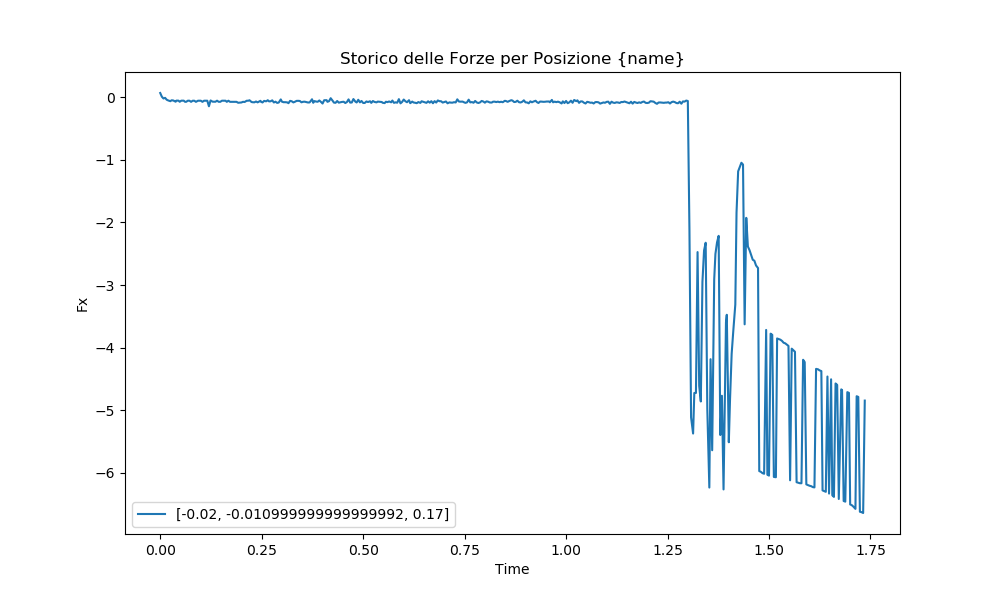 Storico delle Forze per Posizione {name}
0
−1
−2
−3
−4
−5
−6
Fx
[-0.02, -0.010999999999999992, 0.17]
0.00 0.25 0.50 0.75 1.00 1.25 1.50 1.75
Time